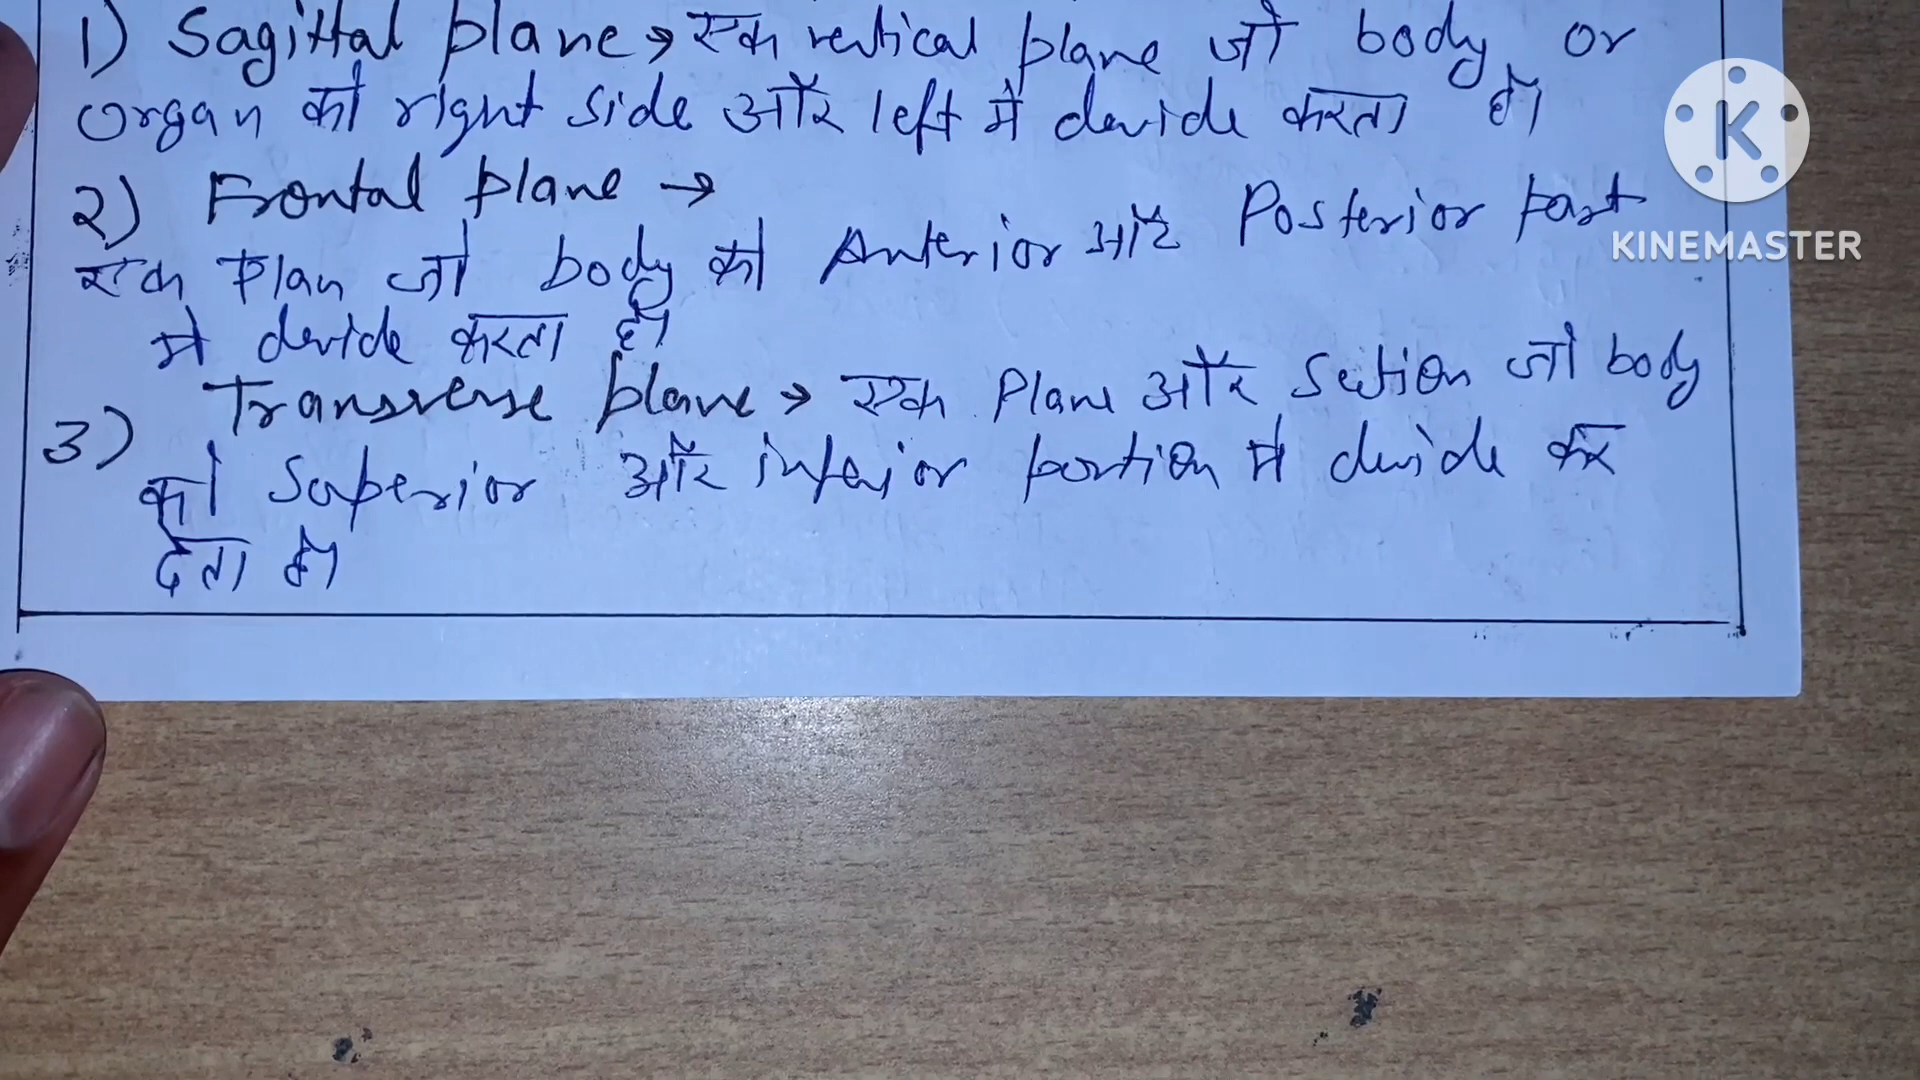 1) Sagittal plane → एक vertical plane जो body or
organ को right side और left में devide करता है।
2) Frontal plane →
एक plan जो body को Anterior और Posterior part
में devide करता है।
3) Transverse plane → एक Plane और Section जो body
को Superior और inferior portion में devide कर
देता है।
K
KINEMASTER